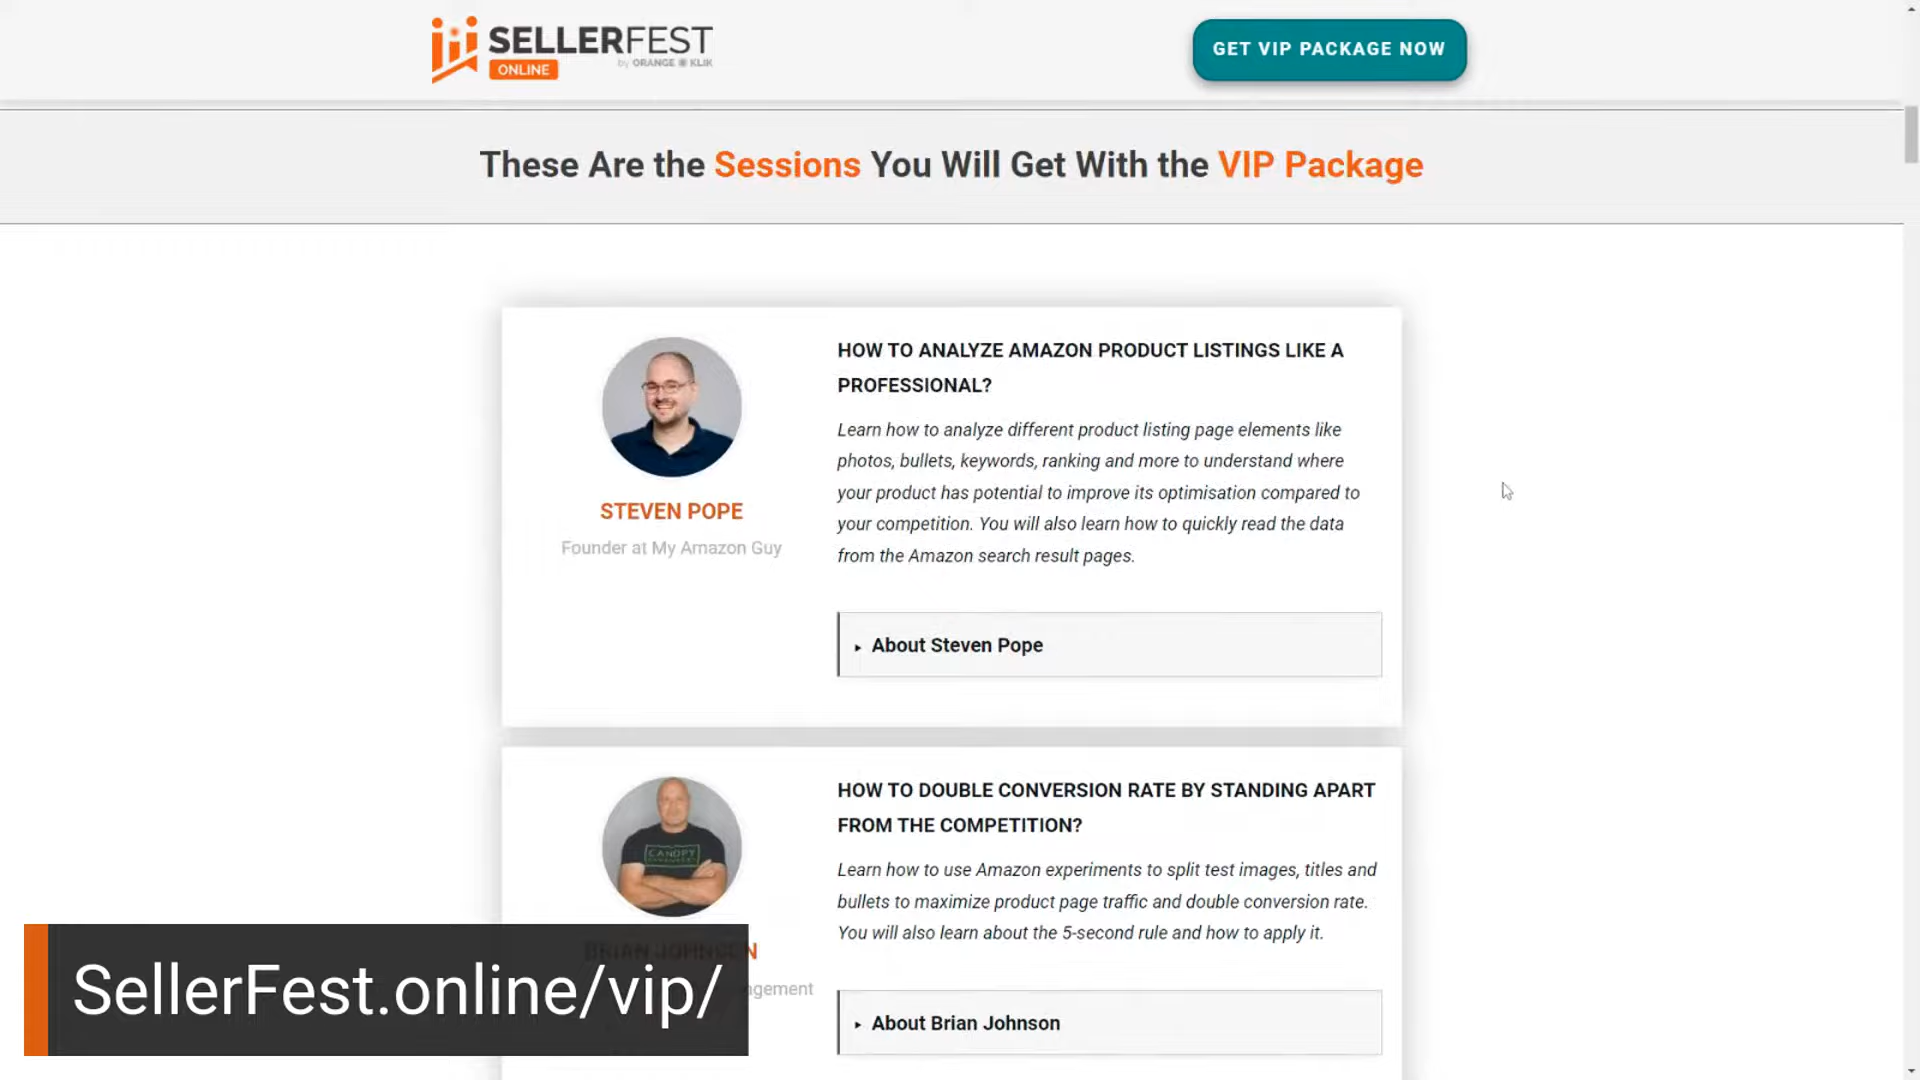 SELLERFEST
ONLINE
by ORANGE KLIK
GET VIP PACKAGE NOW
These Are the Sessions You Will Get With the VIP Package
HOW TO ANALYZE AMAZON PRODUCT LISTINGS LIKE A
PROFESSIONAL?
Learn how to analyze different product listing page elements like
photos, bullets, keywords, ranking and more to understand where
your product has potential to improve its optimisation compared to
your competition. You will also learn how to quickly read the data
from the Amazon search result pages.
STEVEN POPE
Founder at My Amazon Guy
About Steven Pope
HOW TO DOUBLE CONVERSION RATE BY STANDING APART
FROM THE COMPETITION?
Learn how to use Amazon experiments to split test images, titles and
bullets to maximize product page traffic and double conversion rate.
You will also learn about the 5-second rule and how to apply it.
CANOPY
BRIAN JOHNSON
About Brian Johnson
SellerFest.online/vip/